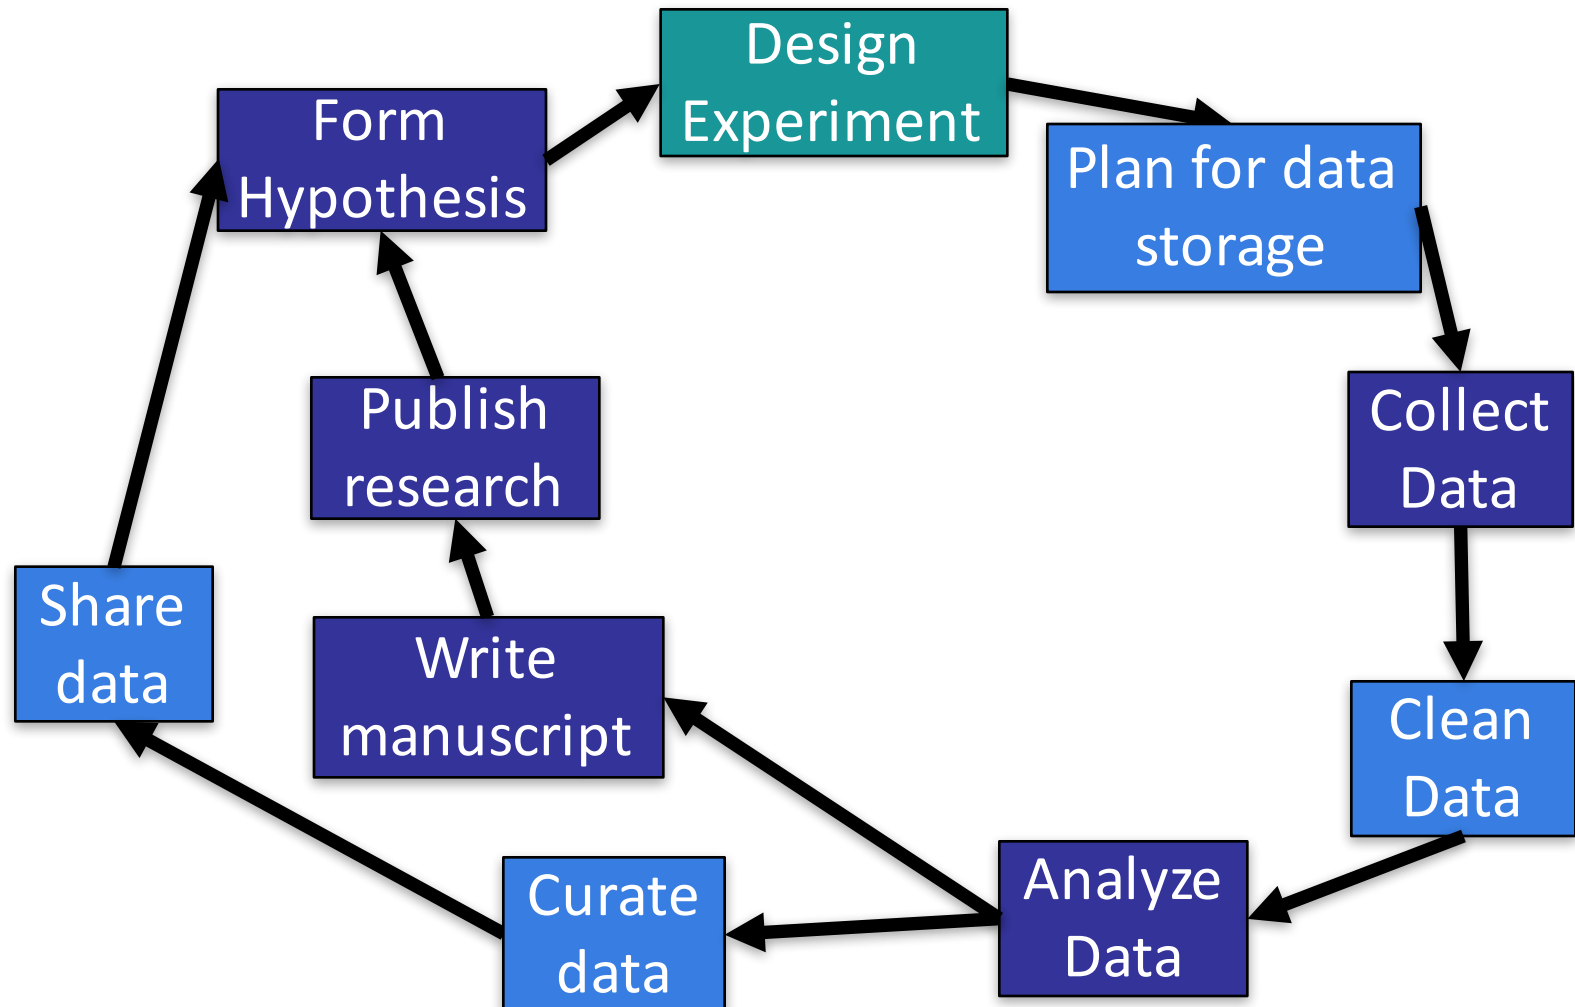 Design
Experiment
Form
Hypothesis
Plan for data
storage
Collect
Data
Publish
research
Share
data
Write
manuscript
Clean
Data
Analyze
Data
Curate
data